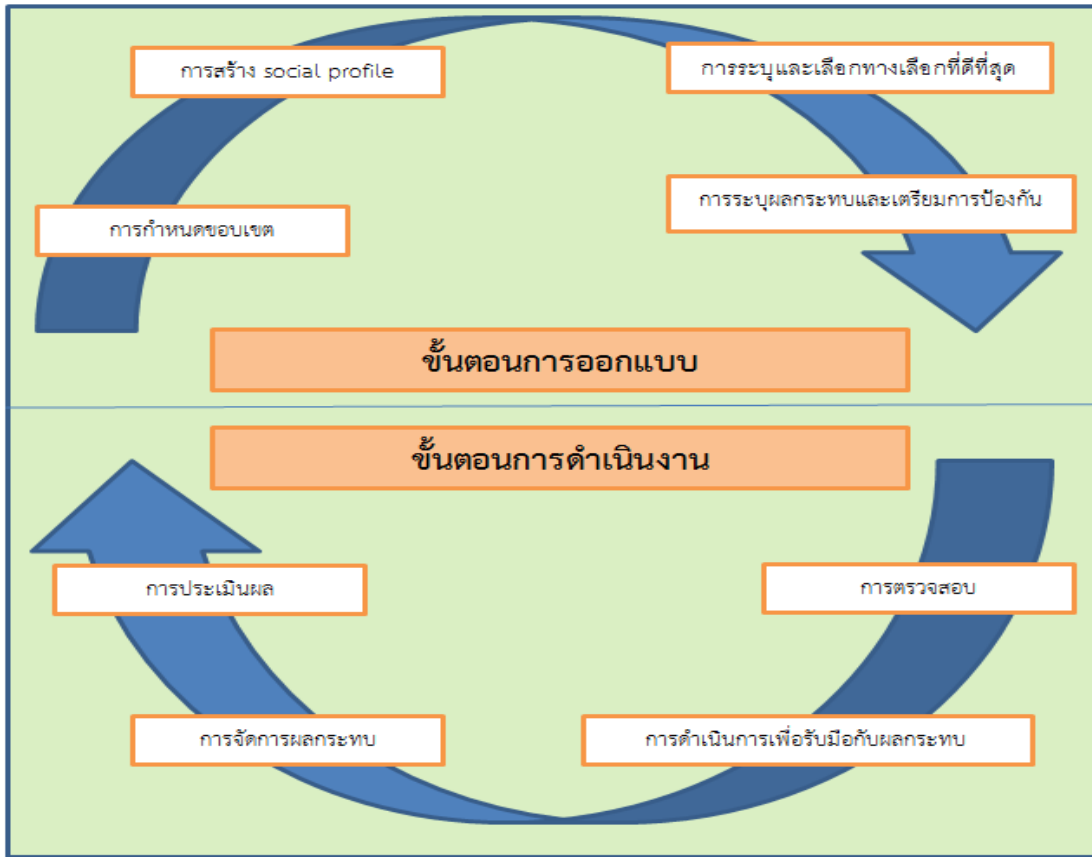 การสร้าง social profile
การระบุและเลือกทางเลือกที่ดีที่สุด
การกำหนดขอบเขต
การระบุผลกระทบและเตรียมการป้องกัน
ขั้นตอนการออกแบบ
ขั้นตอนการดำเนินงาน
การประเมินผล
การตรวจสอบ
การจัดการผลกระทบ
การดำเนินการเพื่อรับมือกับผลกระทบ